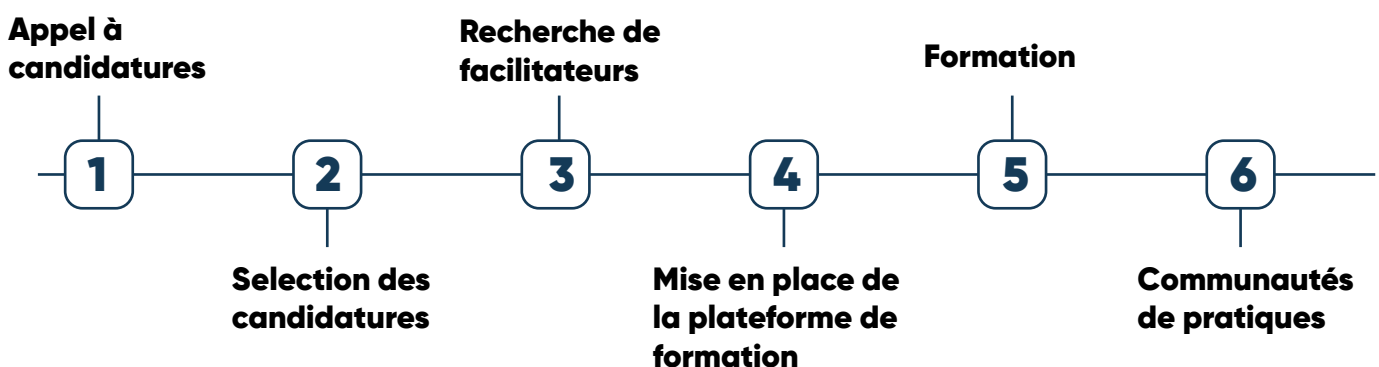 Appel à
candidatures
Recherche de
facilitateurs
Formation
1
2
3
4
5
6
Selection des
candidatures
Mise en place de
la plateforme de
formation
Communautés
de pratiques